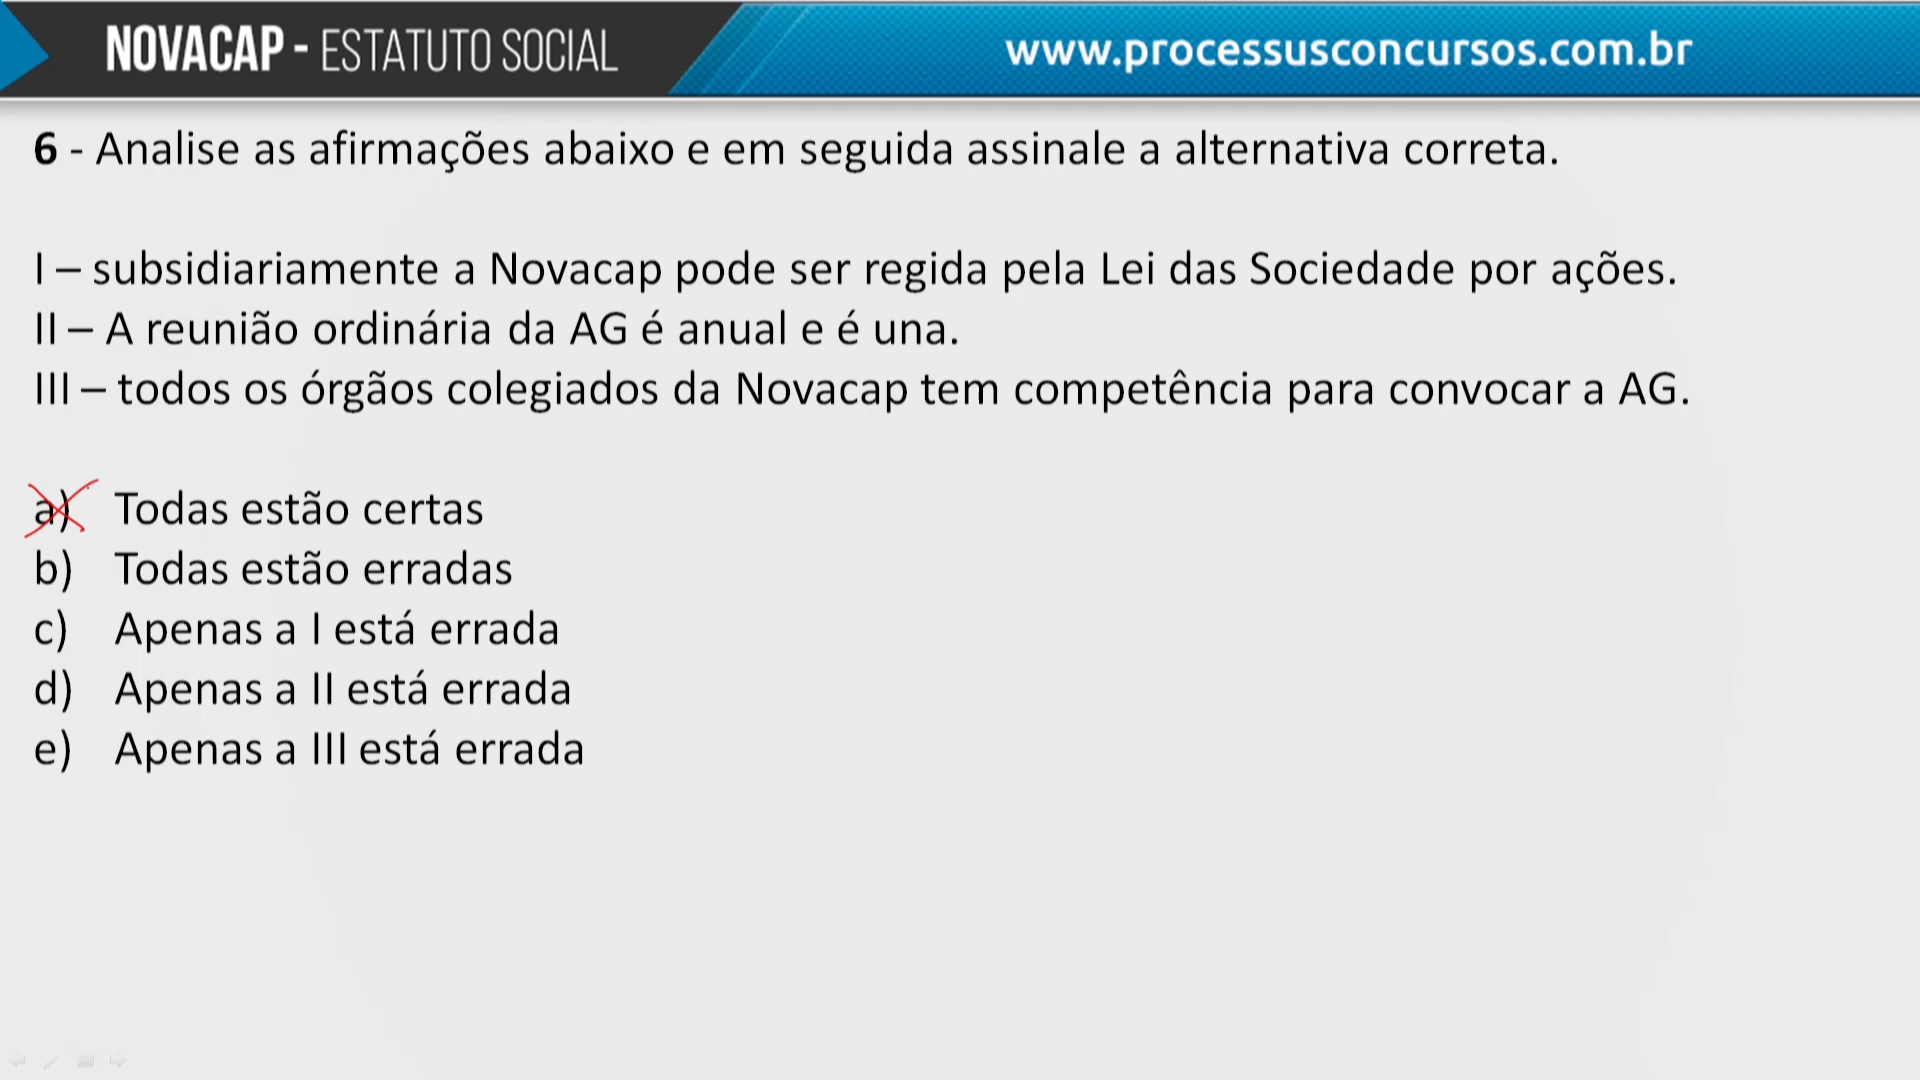 NOVACAP - ESTATUTO SOCIAL
www.processusconcursos.com.br
6 - Analise as afirmações abaixo e em seguida assinale a alternativa correta.
I – subsidiariamente a Novacap pode ser regida pela Lei das Sociedade por ações.
II – A reunião ordinária da AG é anual e é una.
III – todos os órgãos colegiados da Novacap tem competência para convocar a AG.
a) Todas estão certas
b) Todas estão erradas
c) Apenas a I está errada
d) Apenas a II está errada
e) Apenas a III está errada